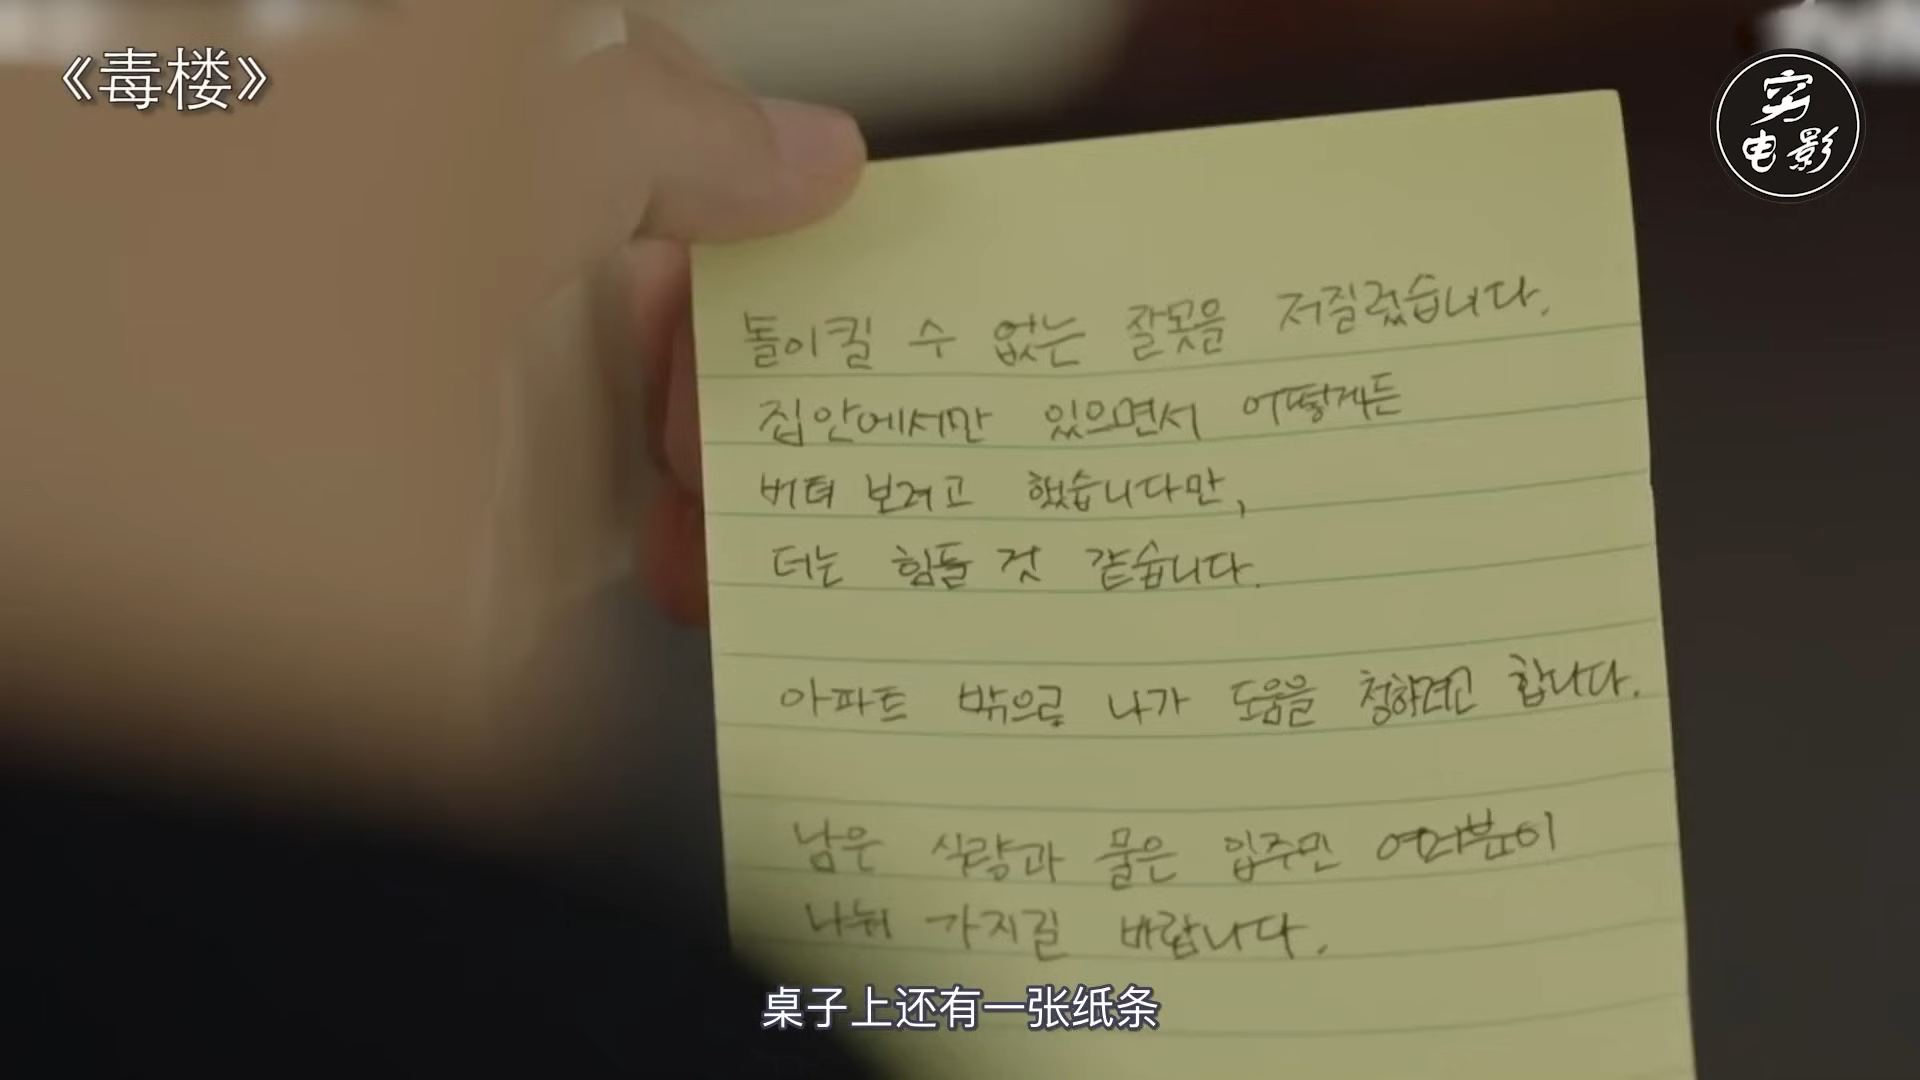 《毒楼》
穷
电影
돌이킬 수 없는 잘못을 저질렀습니다.
집안에서만 있으면서 어떻게든
버텨 보려고 했습니다만,
더는 힘들 것 같습니다.
아파트 밖으로 나가 도움을 청하려고 합니다.
남은 식량과 물은 입주민 여러분이
나눠 가지길 바랍니다.
桌子上还有一张纸条